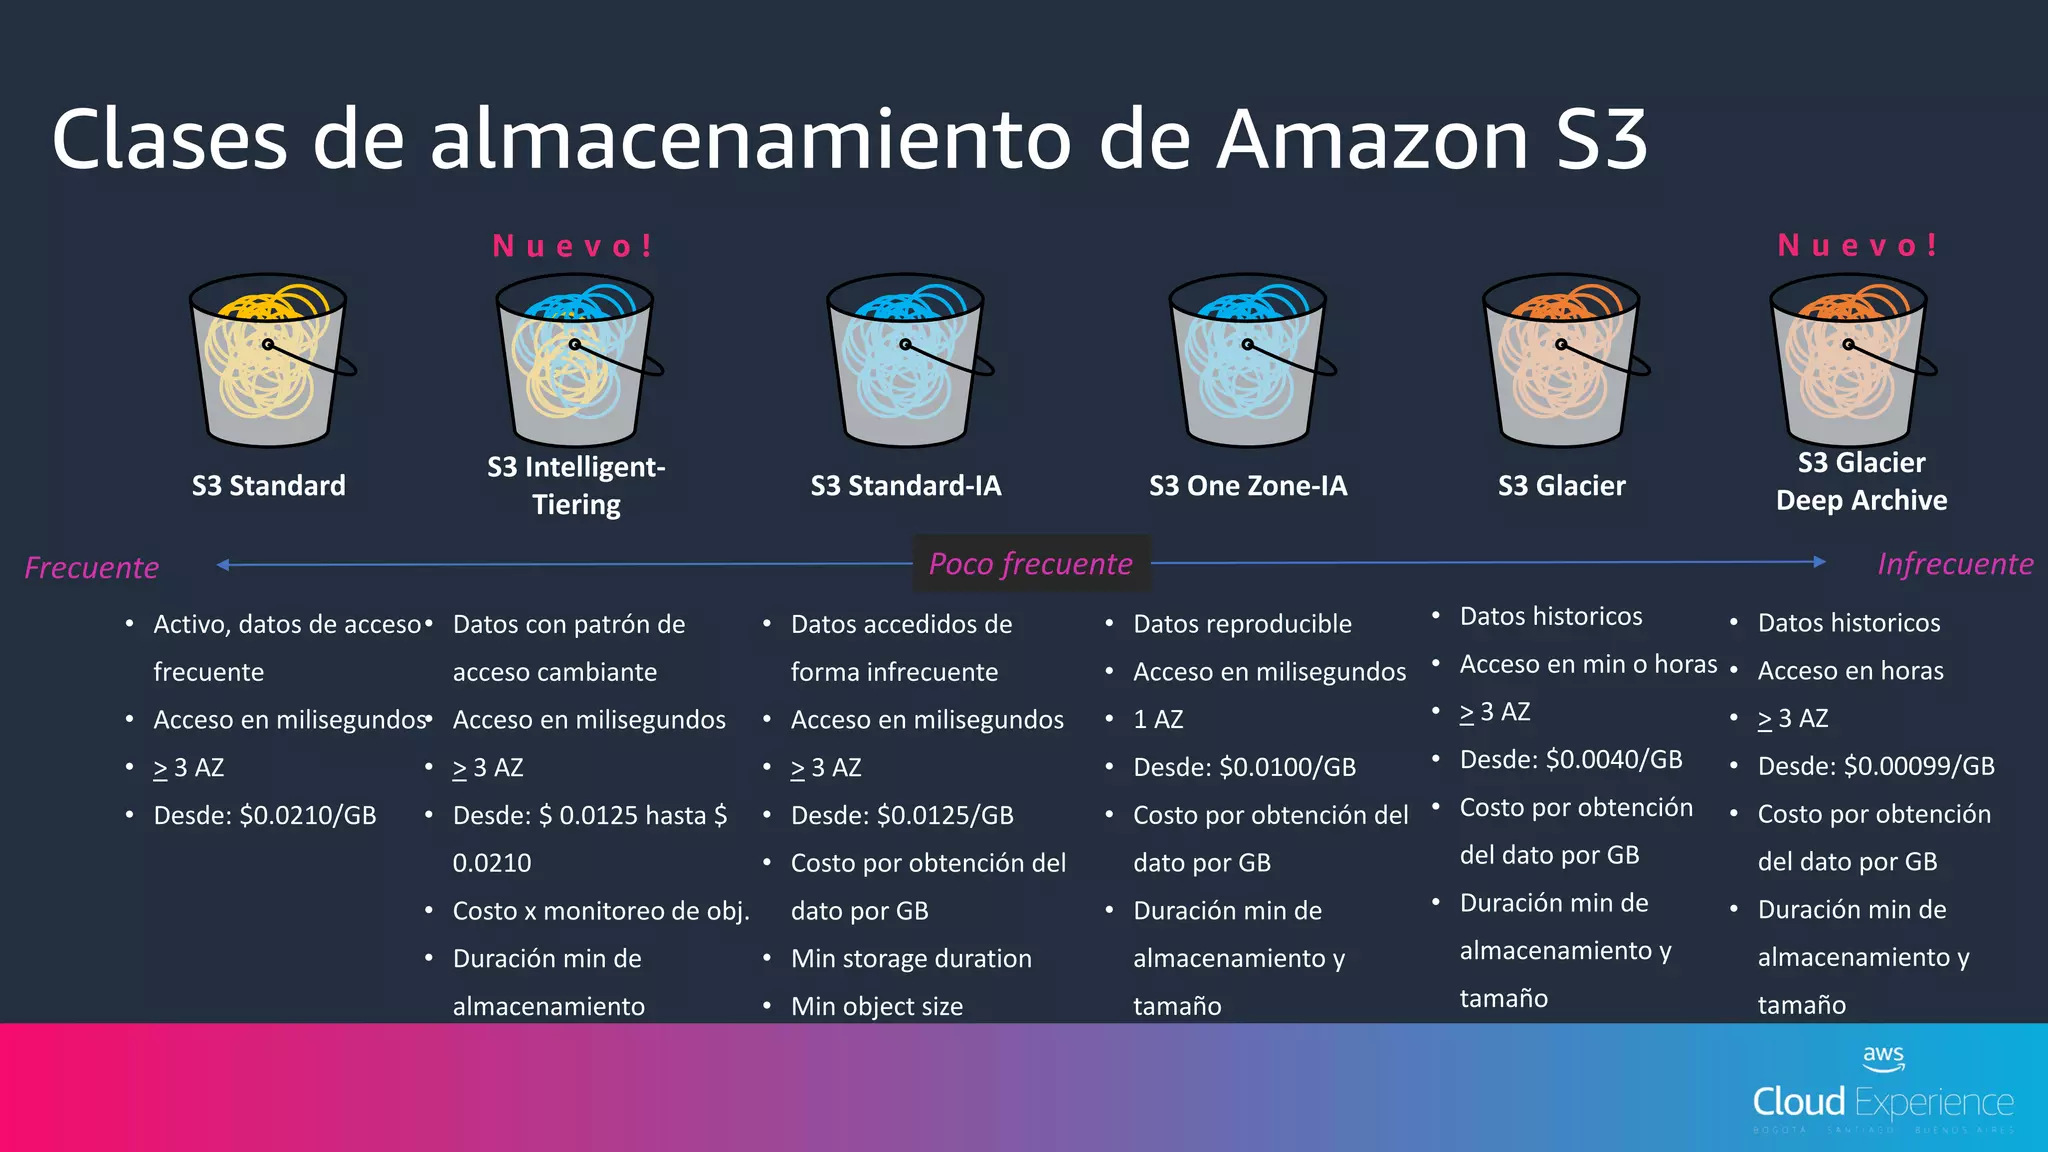 Clases de almacenamiento de Amazon S3
Nuevo!
Nuevo!
S3 Standard
S3 Intelligent-
Tiering
S3 Standard-IA
S3 One Zone-IA
S3 Glacier
S3 Glacier
Deep Archive
Frecuente
Poco frecuente
Infrecuente
• Activo, datos de acceso
frecuente
• Acceso en milisegundos
• > 3 AZ
• Desde: $0.0210/GB
• Datos con patrón de
acceso cambiante
• Acceso en milisegundos
• > 3 AZ
• Desde: $ 0.0125 hasta $
0.0210
• Costo x monitoreo de obj.
• Duración min de
almacenamiento
• Datos accedidos de
forma infrecuente
• Acceso en milisegundos
• > 3 AZ
• Desde: $0.0125/GB
• Costo por obtención del
dato por GB
• Min storage duration
• Min object size
• Datos reproducible
• Acceso en milisegundos
• 1 AZ
• Desde: $0.0100/GB
• Costo por obtención del
dato por GB
• Duración min de
almacenamiento y
tamaño
• Datos historicos
• Acceso en min o horas
• > 3 AZ
• Desde: $0.0040/GB
• Costo por obtención
del dato por GB
• Duración min de
almacenamiento y
tamaño
• Datos historicos
• Acceso en horas
• > 3 AZ
• Desde: $0.00099/GB
• Costo por obtención
del dato por GB
• Duración min de
almacenamiento y
tamaño
aws
Cloud Experience
BOGOTA SANTIAGO BUENOS AIRES